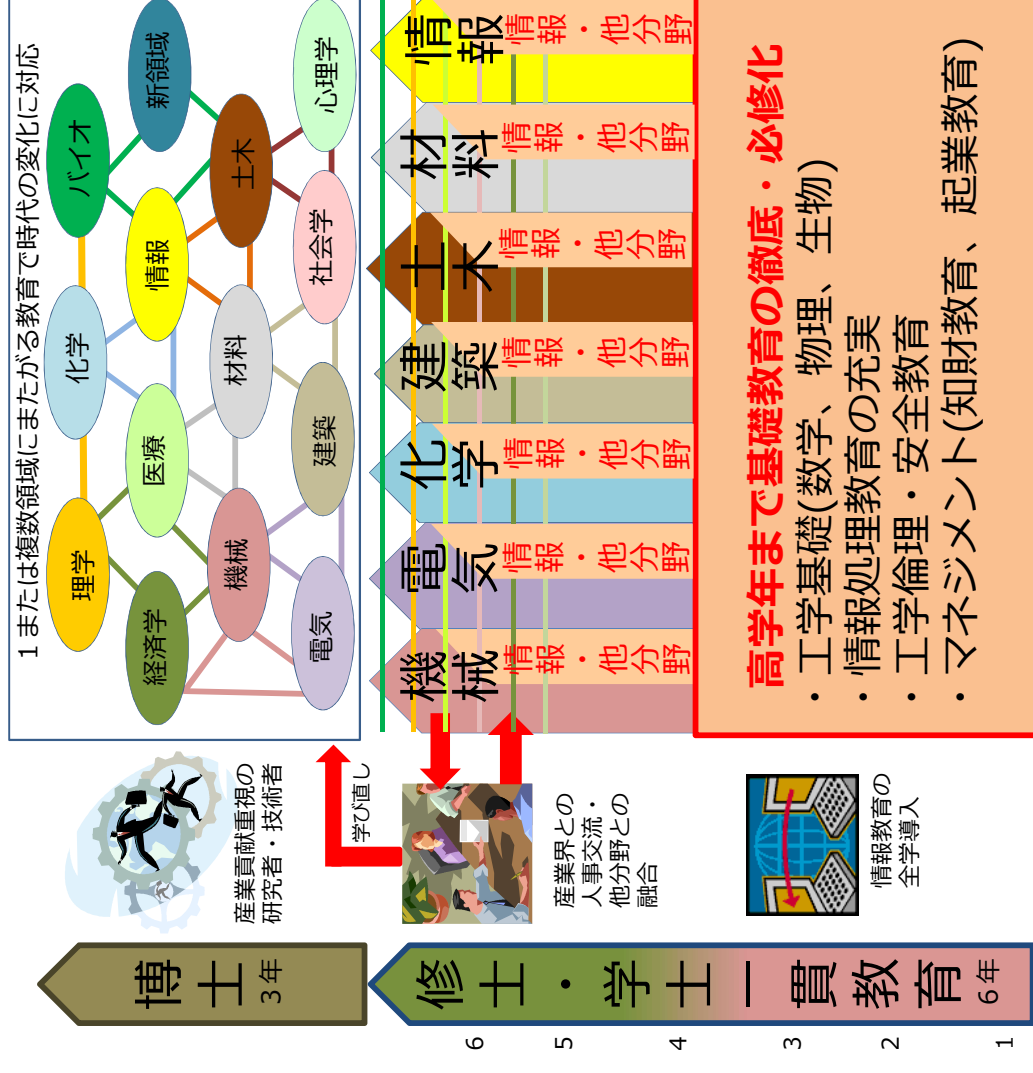 1または複数領域にまたがる教育で時代の変化に対応
理学
化学
バイオ
経済学
医療
情報
新領域
機械
材料
土木
電気
建築
社会学
心理学
博士
3年
産業貢献重視の
研究者・技術者
学び直し
修士・学士一貫教育
6年
6
5
4
3
2
1
産業界との
人事交流・
他分野との
融合
情報教育の
全学導入
機械
情報・他分野
電気
情報・他分野
化学
情報・他分野
建築
情報・他分野
土木
情報・他分野
材料
情報・他分野
情報
情報・他分野
高学年まで基礎教育の徹底・必修化
・工学基礎(数学、物理、生物)
・情報処理教育の充実
・工学倫理・安全教育
・マネジメント(知財教育、起業教育)